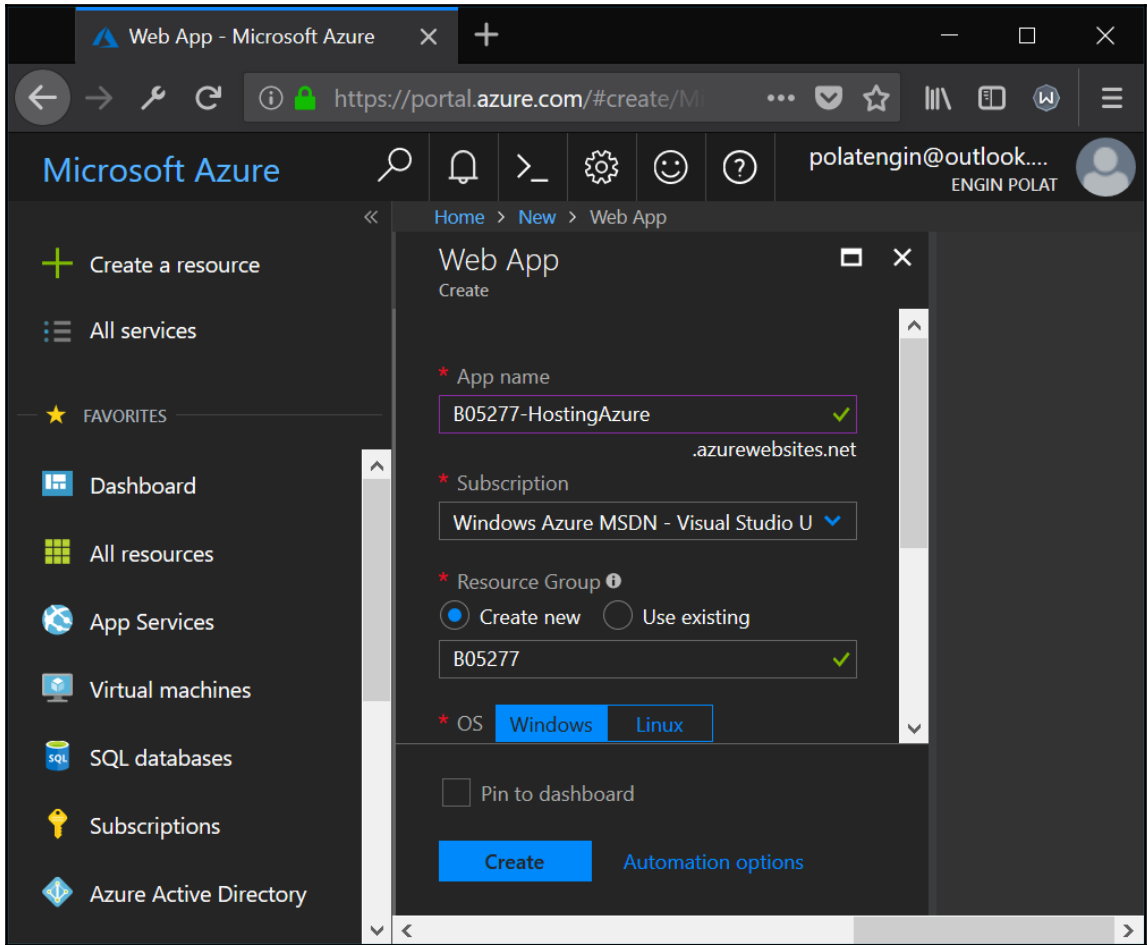 Web App - Microsoft Azure
https://portal.azure.com/#create/Mi
Microsoft Azure
polatengin@outlook....
ENGIN POLAT
Home > New > Web App
Create a resource
All services
FAVORITES
Dashboard
All resources
App Services
Virtual machines
SQL
SQL databases
Subscriptions
Azure Active Directory
Web App
Create
* App name
B05277-HostingAzure
.azurewebsites.net
* Subscription
Windows Azure MSDN - Visual Studio U
* Resource Group
Create new Use existing
B05277
* OS Windows Linux
Pin to dashboard
Create Automation options